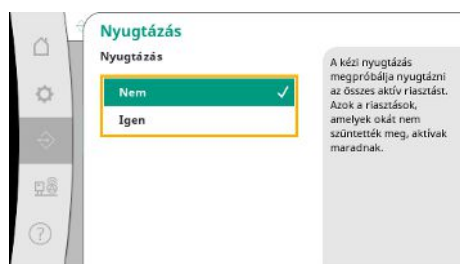 Nyugtázás
Nyugtázás
Nem
Igen
A kézi nyugtázás
megpróbálja nyugtázni
az összes aktív riasztást.
Azok a riasztások,
amelyek okát nem
szüntették meg, aktívak
maradnak.